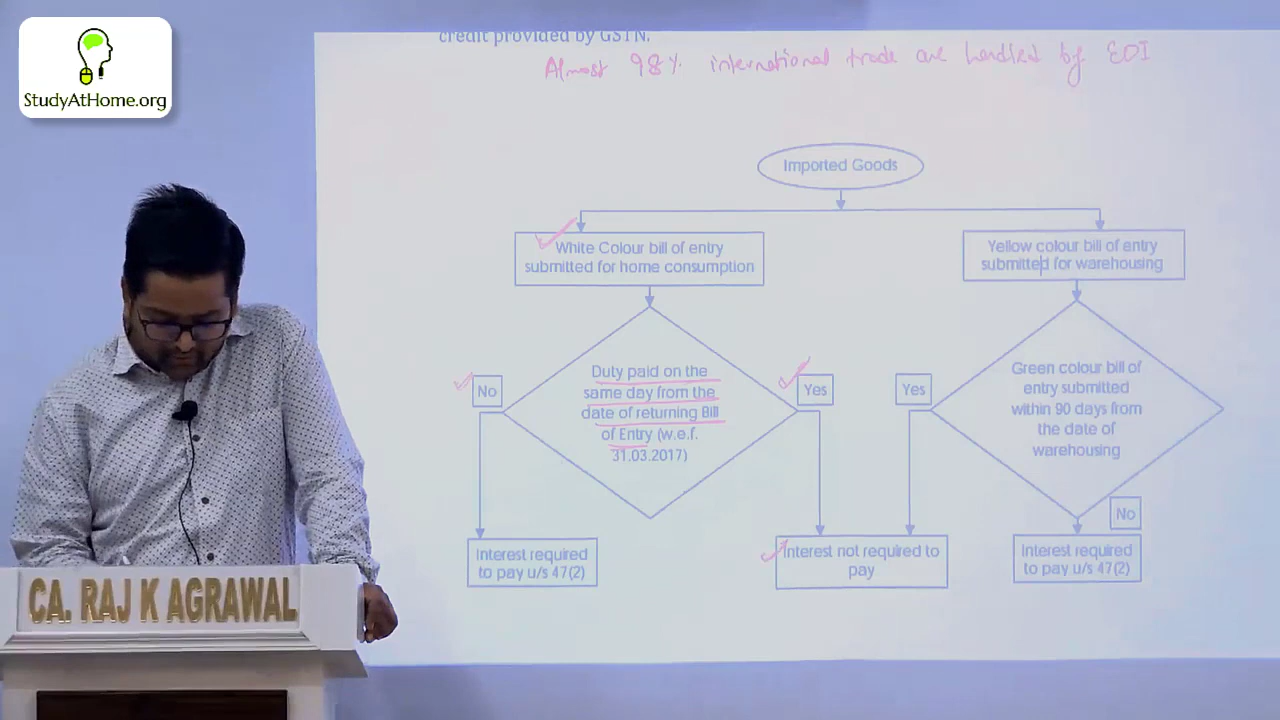 StudyAtHome.org
credit provided by GSTN.
Almost 98% international trade are handled by EDI
Imported Goods
White Colour bill of entry
submitted for home consumption
Yellow colour bill of entry
submitted for warehousing
Duty paid on the
same day from the
date of returning Bill
of Entry (w.e.f.
31.03.2017)
No
Yes
Yes
Green colour bill of
entry submitted
within 90 days from
the date of
warehousing
No
Interest required
to pay u/s 47(2)
Interest not required to
pay
Interest required
to pay u/s 47(2)
CA. RAJ K AGRAWAL